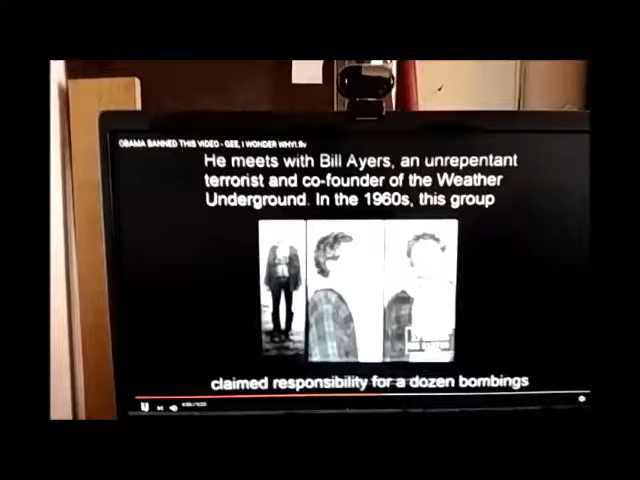 OBAMA BANNED THIS VIDEO - GEE, I WONDER WHY!.flv
He meets with Bill Ayers, an unrepentant
terrorist and co-founder of the Weather
Underground. In the 1960s, this group
claimed responsibility for a dozen bombings